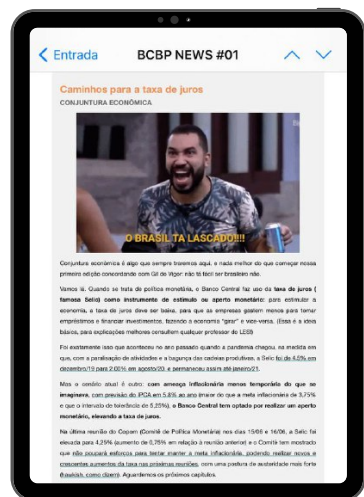 Entrada
BCBP NEWS #01
Caminhos para a taxa de juros
CONJUNTURA ECONÔMICA
O BRASIL TA LASCADO!!!!
Conjuntura econômica é algo que sempre traremos aqui, e nada melhor do que começar nossa
primeira edição concordando com Gil do Vigor: não tá fácil ser brasileiro não.
Vamos lá. Quando se trata de política monetária, o Banco Central faz uso da taxa de juros (
famosa Selic) como instrumento de estímulo ou aperto monetário: para estimular a
economia, a taxa de juros deve ser baixa, para que as empresas gastem menos para tomar
empréstimos e financiar investimentos, fazendo a economia "girar" e vice-versa. (Essa é a ideia
básica, para explicações melhores consultem qualquer professor do LES!)
Foi exatamente isso que aconteceu no ano passado quando a pandemia chegou, na medida em
que, com a paralisação de atividades e a bagunça das cadeias produtivas, a Selic foi de 4,5% em
dezembro/19 para 2,00% em agosto/20, e permaneceu assim até janeiro/21.
Mas o cenário atual é outro: com ameaça inflacionária menos temporária do que se
imaginava, com previsão do IPCA em 5,8% ao ano (maior do que a meta inflacionária de 3,75%
e que o intervalo de tolerância de 5,25%), o Banco Central tem optado por realizar um aperto
monetário, elevando a taxa de juros.
Na última reunião do Copom (Comitê de Política Monetária) nos dias 15/06 e 16/06, a Selic foi
elevada para 4,25% (aumento de 0,75% em relação à reunião anterior) e o Comitê tem mostrado
que não poupará esforços para tentar manter a meta inflacionária, podendo realizar novos e
crescentes aumentos da taxa nas próximas reuniões, com uma postura de austeridade mais forte
(hawkish, como dizem). Aguardemos os próximos capítulos.